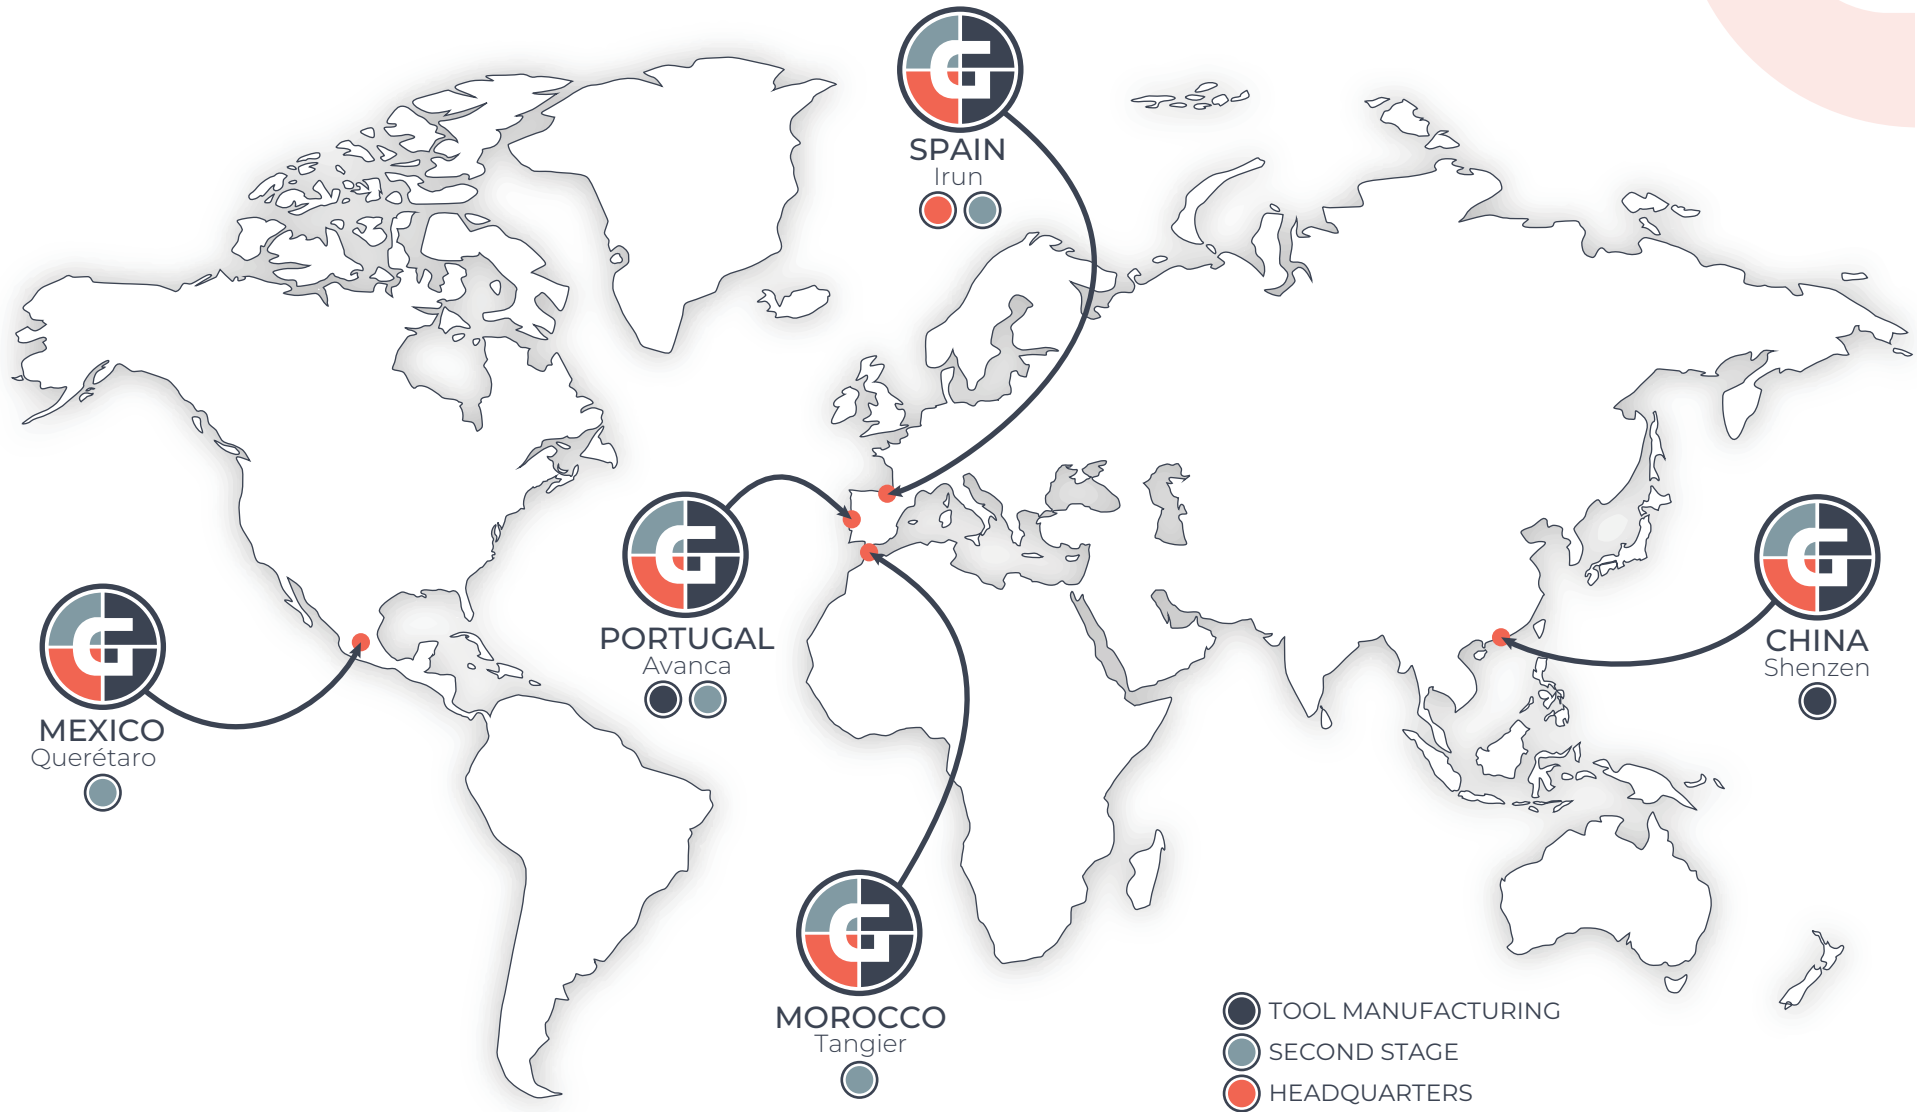 SPAIN
Irun
PORTUGAL
Avanca
MEXICO
Querétaro
CHINA
Shenzen
MOROCCO
Tangier
TOOL MANUFACTURING
SECOND STAGE
HEADQUARTERS